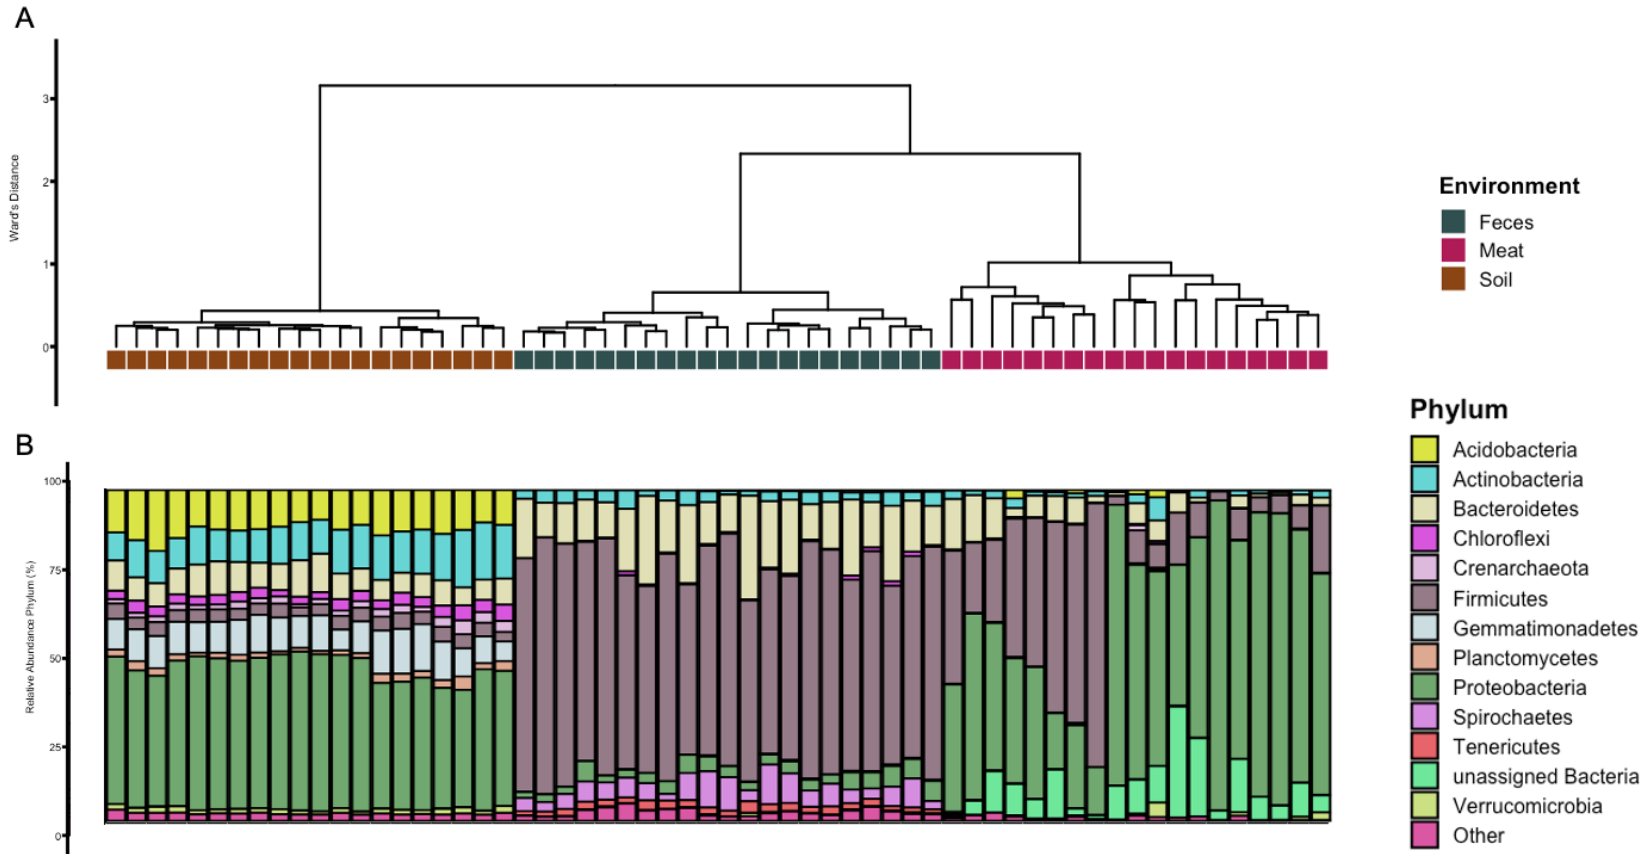 A
Ward's Distance
3
2
1
0
Environment
Feces
Meat
Soil
B
Relative Abundance Phylum (%)
100
75
50
25
0
Phylum
Acidobacteria
Actinobacteria
Bacteroidetes
Chloroflexi
Crenarchaeota
Firmicutes
Gemmatimonadetes
Planctomycetes
Proteobacteria
Spirochaetes
Tenericutes
unassigned Bacteria
Verrucomicrobia
Other